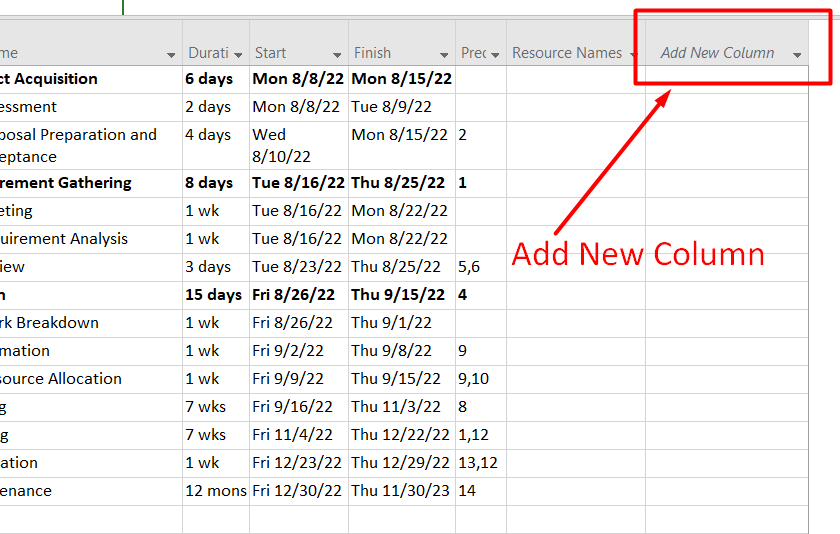 me Durati Start Finish Prec Resource Names Add New Column
ct Acquisition 6 days Mon 8/8/22 Mon 8/15/22
essment 2 days Mon 8/8/22 Tue 8/9/22
posal Preparation and 4 days Wed Mon 8/15/22 2
eptance 8/10/22
rement Gathering 8 days Tue 8/16/22 Thu 8/25/22 1
eting 1 wk Tue 8/16/22 Mon 8/22/22
uirement Analysis 1 wk Tue 8/16/22 Mon 8/22/22
iew 3 days Tue 8/23/22 Thu 8/25/22 5,6
Add New Column
n 15 days Fri 8/26/22 Thu 9/15/22 4
rk Breakdown 1 wk Fri 8/26/22 Thu 9/1/22
mation 1 wk Fri 9/2/22 Thu 9/8/22 9
source Allocation 1 wk Fri 9/9/22 Thu 9/15/22 9,10
g 7 wks Fri 9/16/22 Thu 11/3/22 8
g 7 wks Fri 11/4/22 Thu 12/22/22 1,12
ation 1 wk Fri 12/23/22 Thu 12/29/22 13,12
enance 12 mons Fri 12/30/22 Thu 11/30/23 14